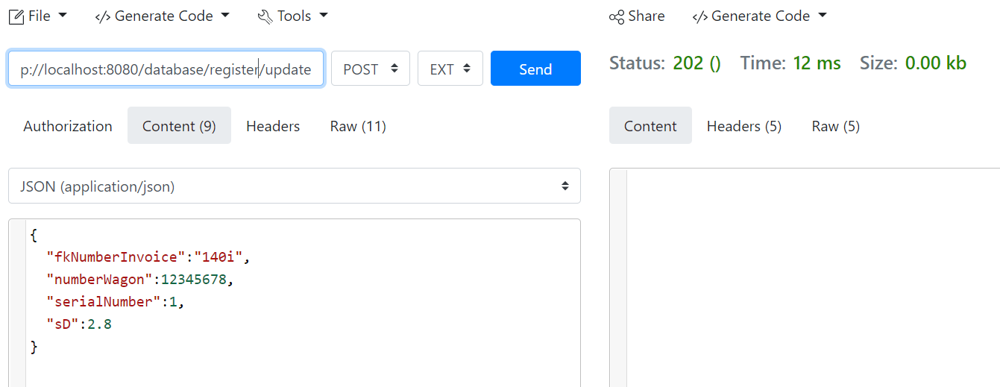 File </> Generate Code Tools
p://localhost:8080/database/register/update POST EXT Send
Authorization Content (9) Headers Raw (11)
JSON (application/json)
{
"fkNumberInvoice":"140i",
"numberWagon":12345678,
"serialNumber":1,
"sD":2.8
}
Share </> Generate Code
Status: 202 () Time: 12 ms Size: 0.00 kb
Content Headers (5) Raw (5)